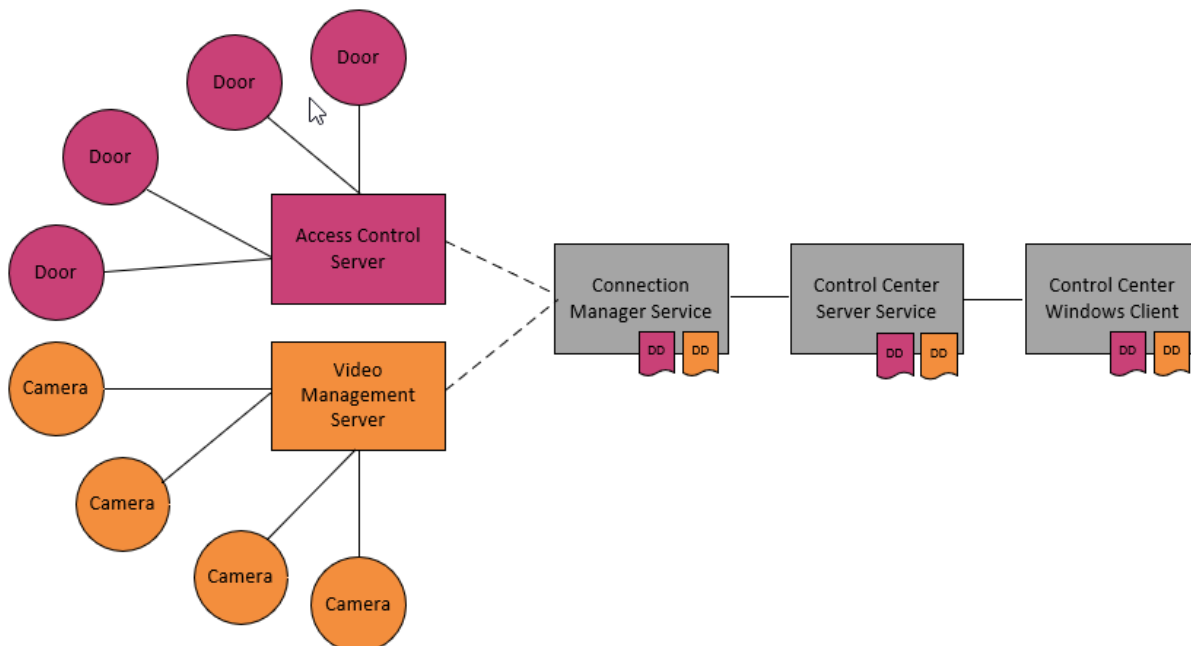 Door
Door
Door
Door
Access Control
Server
Connection
Manager Service
DD
DD
Control Center
Server Service
DD
DD
Control Center
Windows Client
DD
DD
Video
Management
Server
Camera
Camera
Camera
Camera